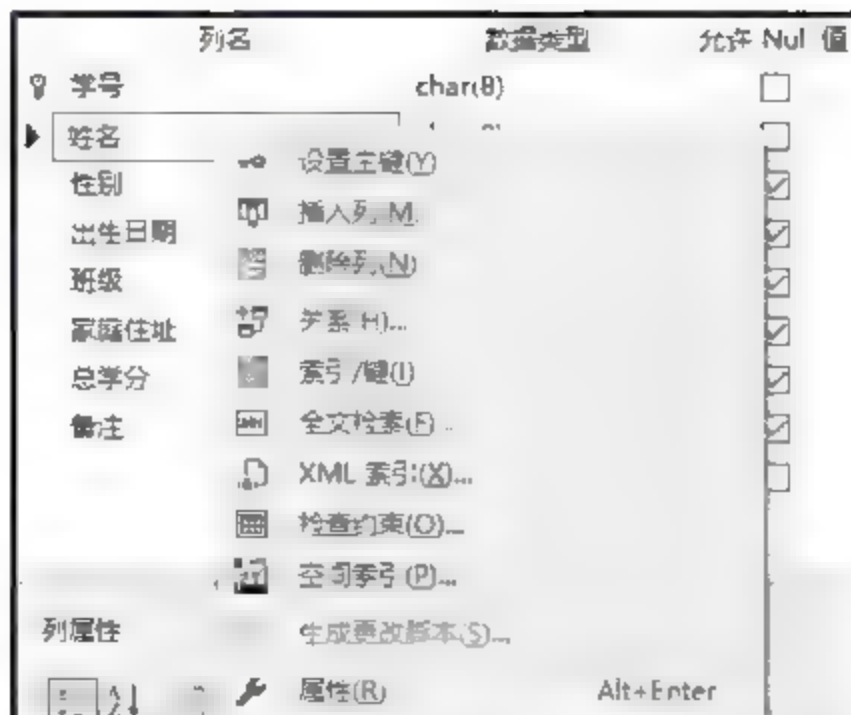 列名 数据类型 允许 Nul 值
学号 char(8)
姓名
设置主键(Y)
性别
插入列 M.
出生日期
删除列(N)
班级
关系 H)...
家庭住址
索引/键(I)
总学分
全文检索(F)..
备注
XML 索引(X)...
检查约束(O)...
空间索引(P)...
列属性
生成更改脚本(S)...
属性(R) Alt+Enter